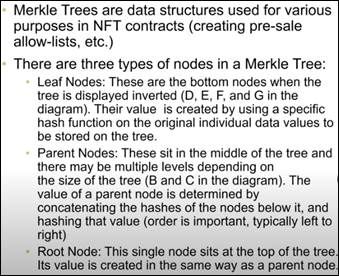 • Merkle Trees are data structures used for various
purposes in NFT contracts (creating pre-sale
allow-lists, etc.)
• There are three types of nodes in a Merkle Tree:
• Leaf Nodes: These are the bottom nodes when the
tree is displayed inverted (D, E, F, and G in the
diagram). Their value is created by using a specific
hash function on the original individual data values to
be stored on the tree.
• Parent Nodes: These sit in the middle of the tree and
there may be multiple levels depending on
the size of the tree (B and C in the diagram). The
value of a parent node is determined by
concatenating the hashes of the nodes below it, and
hashing that value (order is important, typically left to
right)
• Root Node: This single node sits at the top of the tree.
Its value is created in the same way as a parent node.